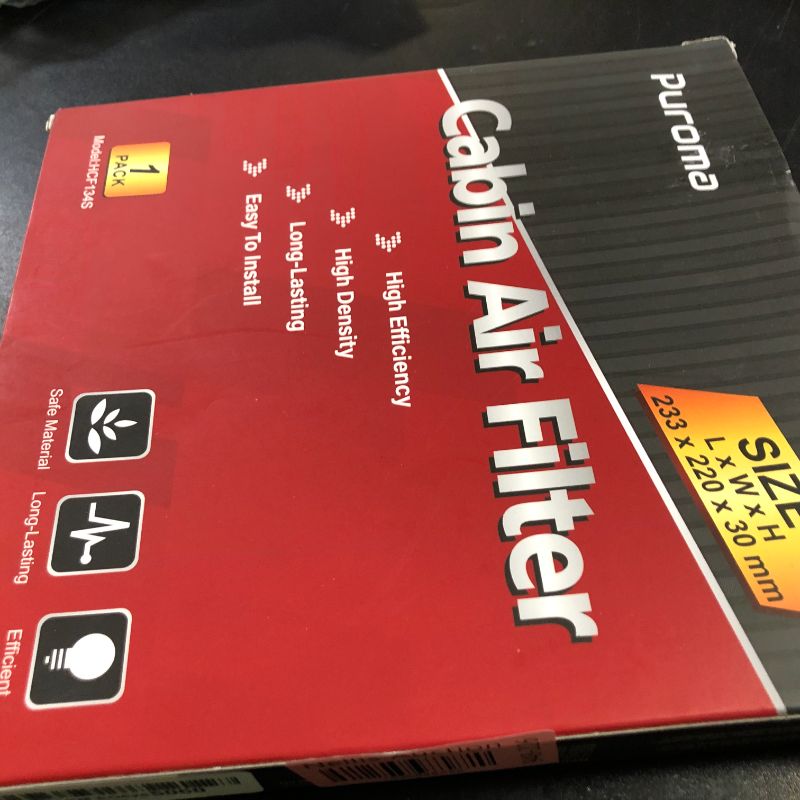 Puroma
SIZE
L x W x H
233 x 220 x 30 mm
Cabin Air Filter
High Efficiency
High Density
Long-Lasting
Easy To Install
1
PACK
Model:HCF134S
Safe Material
Long-Lasting
Efficient